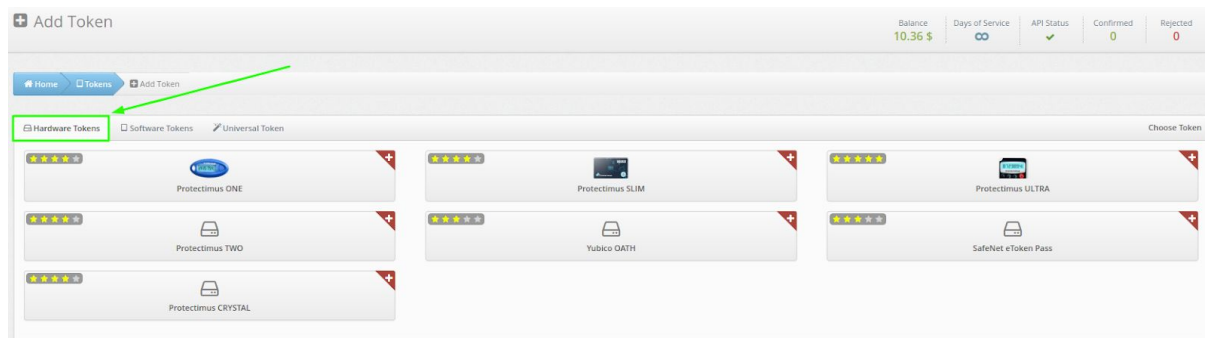 Add Token
Balance Days of Service API Status Confirmed Rejected
10.36 $ 0 0
Home Tokens Add Token
Hardware Tokens Software Tokens Universal Token Choose Token
Protectimus ONE Protectimus SLIM Protectimus ULTRA
Protectimus TWO Yubico OATH SafeNet eToken Pass
Protectimus CRYSTAL